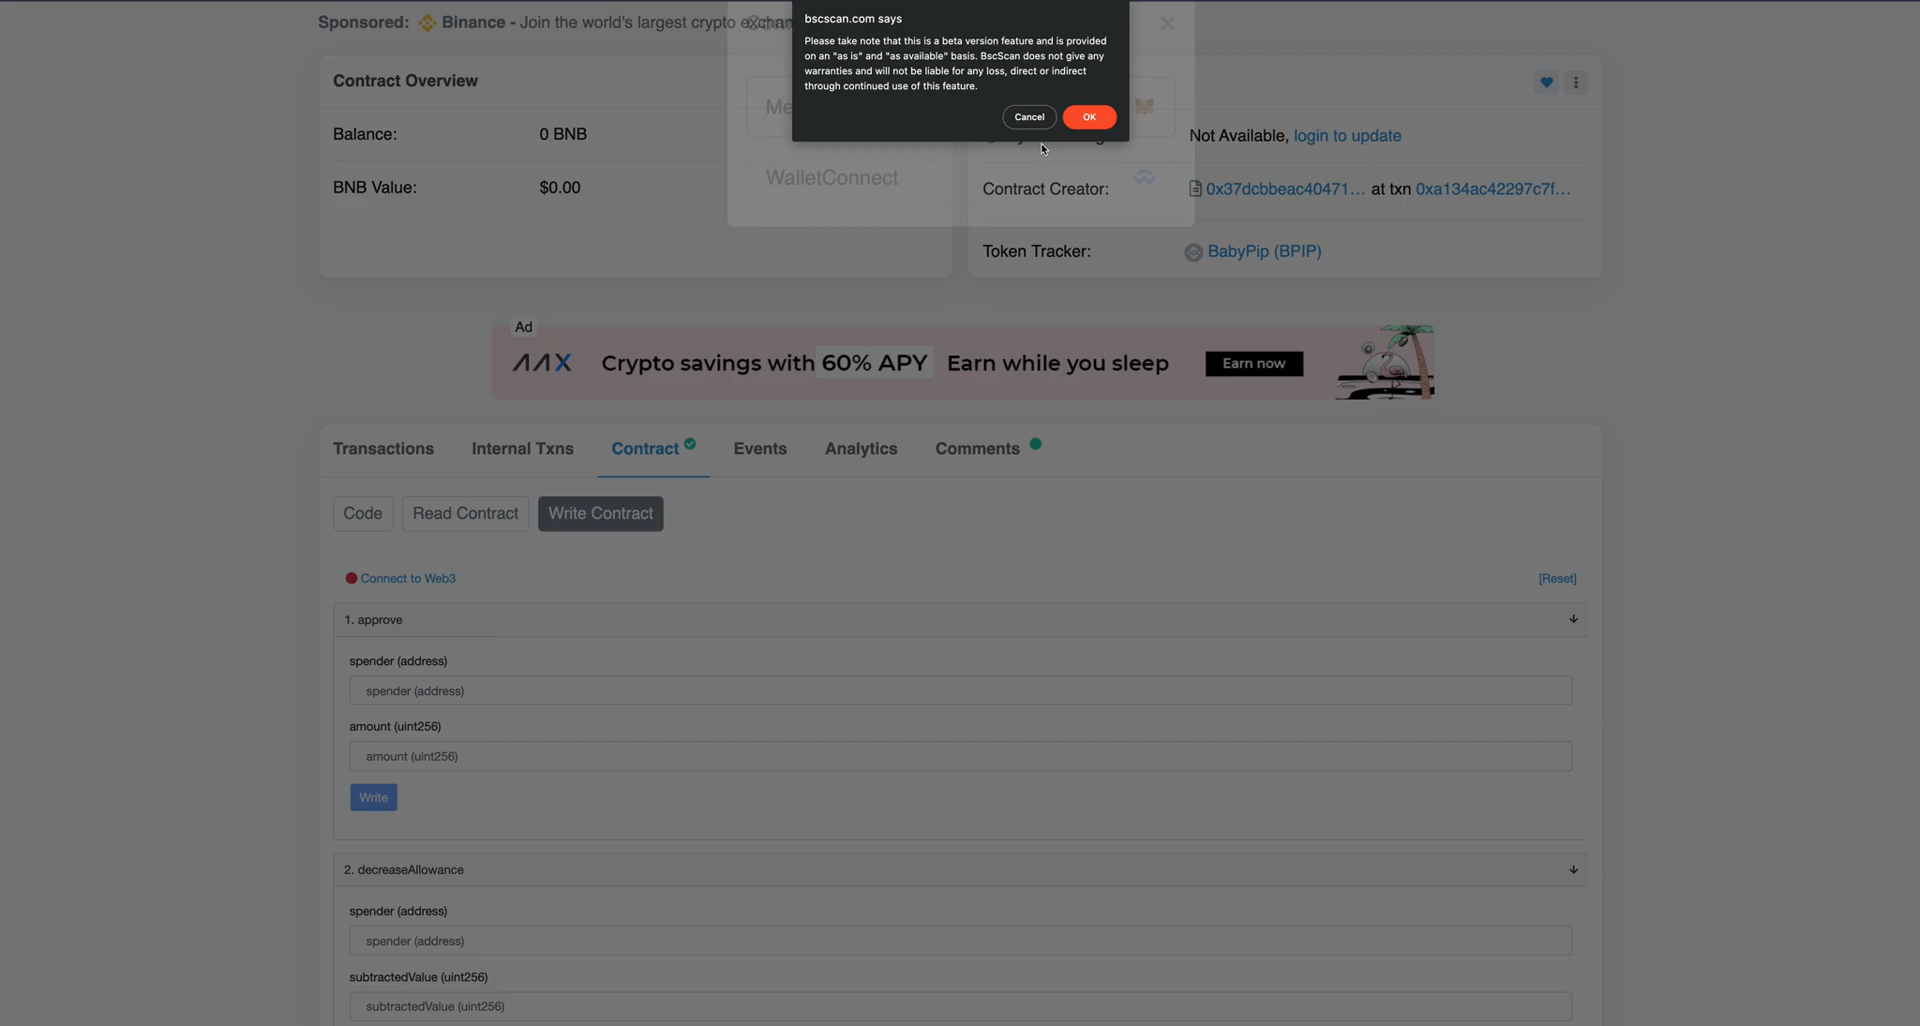 Sponsored: Binance - Join the world's largest crypto exchan
bscscan.com says
Please take note that this is a beta version feature and is provided
on an "as is" and "as available" basis. BscScan does not give any
warranties and will not be liable for any loss, direct or indirect
through continued use of this feature.
Cancel
OK
Contract Overview
Balance:
0 BNB
BNB Value:
$0.00
WalletConnect
Not Available, login to update
Contract Creator:
0x37dcbbeac40471... at txn 0xa134ac42297c7f...
Token Tracker:
BabyPip (BPIP)
Ad
AAX
Crypto savings with 60% APY Earn while you sleep
Earn now
Transactions
Internal Txns
Contract
Events
Analytics
Comments
Code
Read Contract
Write Contract
Connect to Web3
[Reset]
1. approve
spender (address)
spender (address)
amount (uint256)
amount (uint256)
Write
2. decreaseAllowance
spender (address)
spender (address)
subtractedValue (uint256)
subtractedValue (uint256)